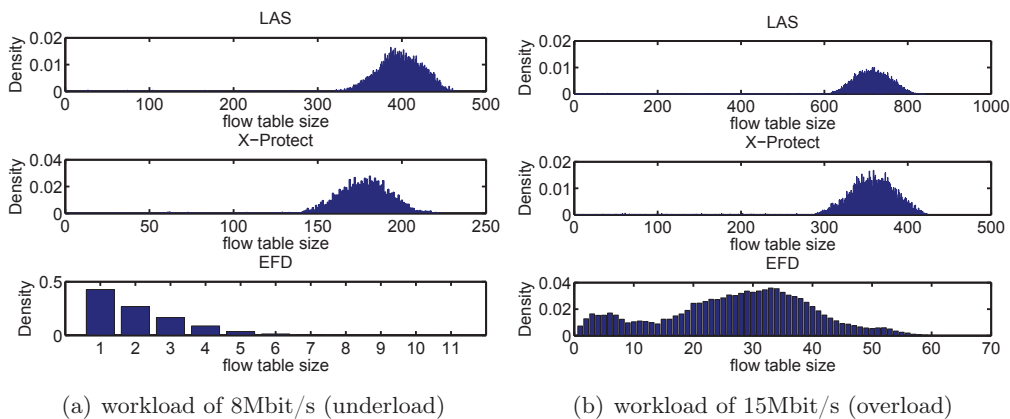 LAS
0.02
0.01
0
Density
0 100 200 300 400 500
flow table size
X−Protect
0.04
0.02
0
Density
0 50 100 150 200 250
flow table size
EFD
0.5
0
Density
1 2 3 4 5 6 7 8 9 10 11
flow table size
(a) workload of 8Mbit/s (underload)
LAS
0.02
0.01
0
Density
0 200 400 600 800 1000
flow table size
X−Protect
0.02
0.01
0
Density
0 100 200 300 400 500
flow table size
EFD
0.04
0.02
0
Density
0 10 20 30 40 50 60 70
flow table size
(b) workload of 15Mbit/s (overload)